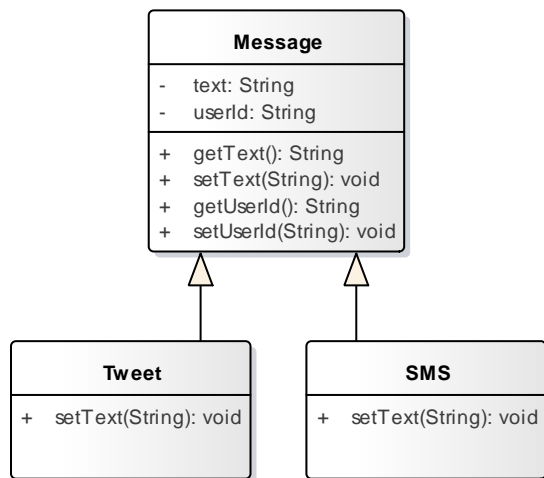 Message
- text: String
- userId: String
+ getText(): String
+ setText(String): void
+ getUserId(): String
+ setUserId(String): void
Tweet
+ setText(String): void
SMS
+ setText(String): void